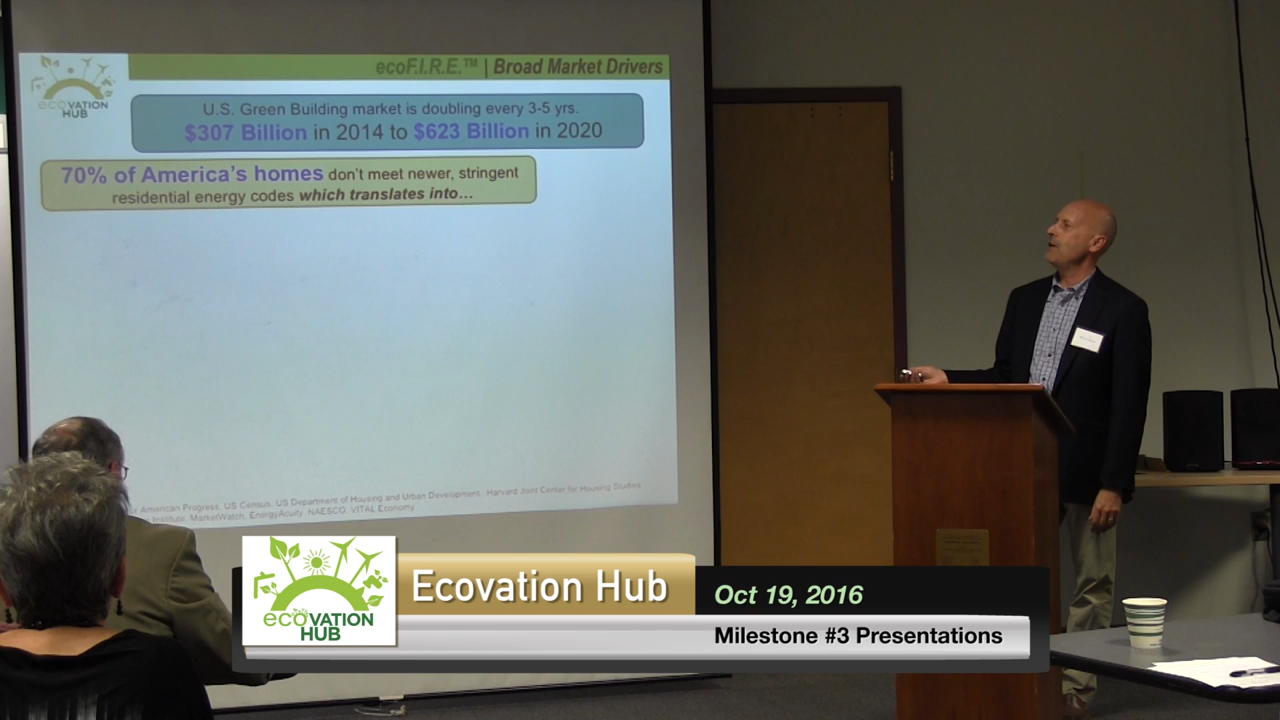 ecoF.I.R.E.™ | Broad Market Drivers
ecoVATION
HUB
U.S. Green Building market is doubling every 3-5 yrs.
$307 Billion in 2014 to $623 Billion in 2020
70% of America's homes don't meet newer, stringent
residential energy codes which translates into...
American Progress, US Census, US Department of Housing and Urban Development, Harvard Joint Center for Housing Studies
Institute, MarketWatch, EnergyAcuity, NAESCO, VITAL Economy
ecoVATION
HUB
Ecovation Hub
Oct 19, 2016
Milestone #3 Presentations